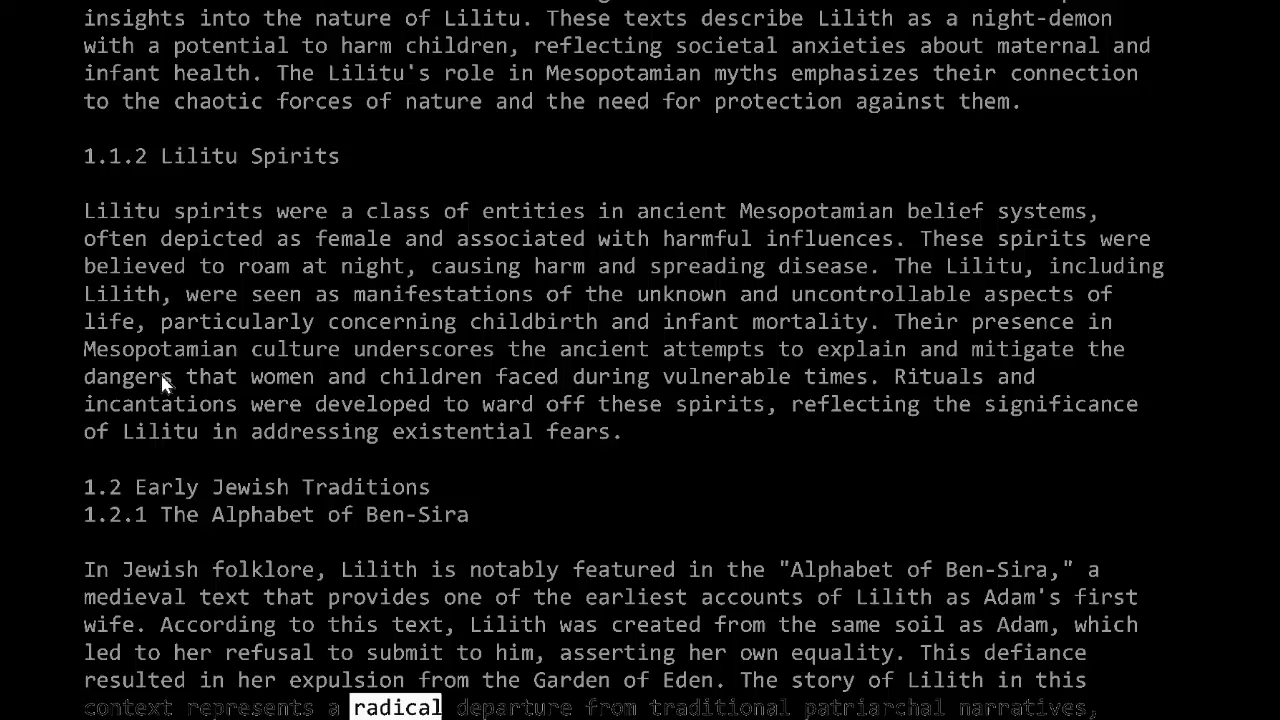 insights into the nature of Lilitu. These texts describe Lilith as a night-demon
with a potential to harm children, reflecting societal anxieties about maternal and
infant health. The Lilitu's role in Mesopotamian myths emphasizes their connection
to the chaotic forces of nature and the need for protection against them.
1.1.2 Lilitu Spirits
Lilitu spirits were a class of entities in ancient Mesopotamian belief systems,
often depicted as female and associated with harmful influences. These spirits were
believed to roam at night, causing harm and spreading disease. The Lilitu, including
Lilith, were seen as manifestations of the unknown and uncontrollable aspects of
life, particularly concerning childbirth and infant mortality. Their presence in
Mesopotamian culture underscores the ancient attempts to explain and mitigate the
dangers that women and children faced during vulnerable times. Rituals and
incantations were developed to ward off these spirits, reflecting the significance
of Lilitu in addressing existential fears.
1.2 Early Jewish Traditions
1.2.1 The Alphabet of Ben-Sira
In Jewish folklore, Lilith is notably featured in the "Alphabet of Ben-Sira," a
medieval text that provides one of the earliest accounts of Lilith as Adam's first
wife. According to this text, Lilith was created from the same soil as Adam, which
led to her refusal to submit to him, asserting her own equality. This defiance
resulted in her expulsion from the Garden of Eden. The story of Lilith in this
context represents a radical departure from traditional patriarchal narratives,